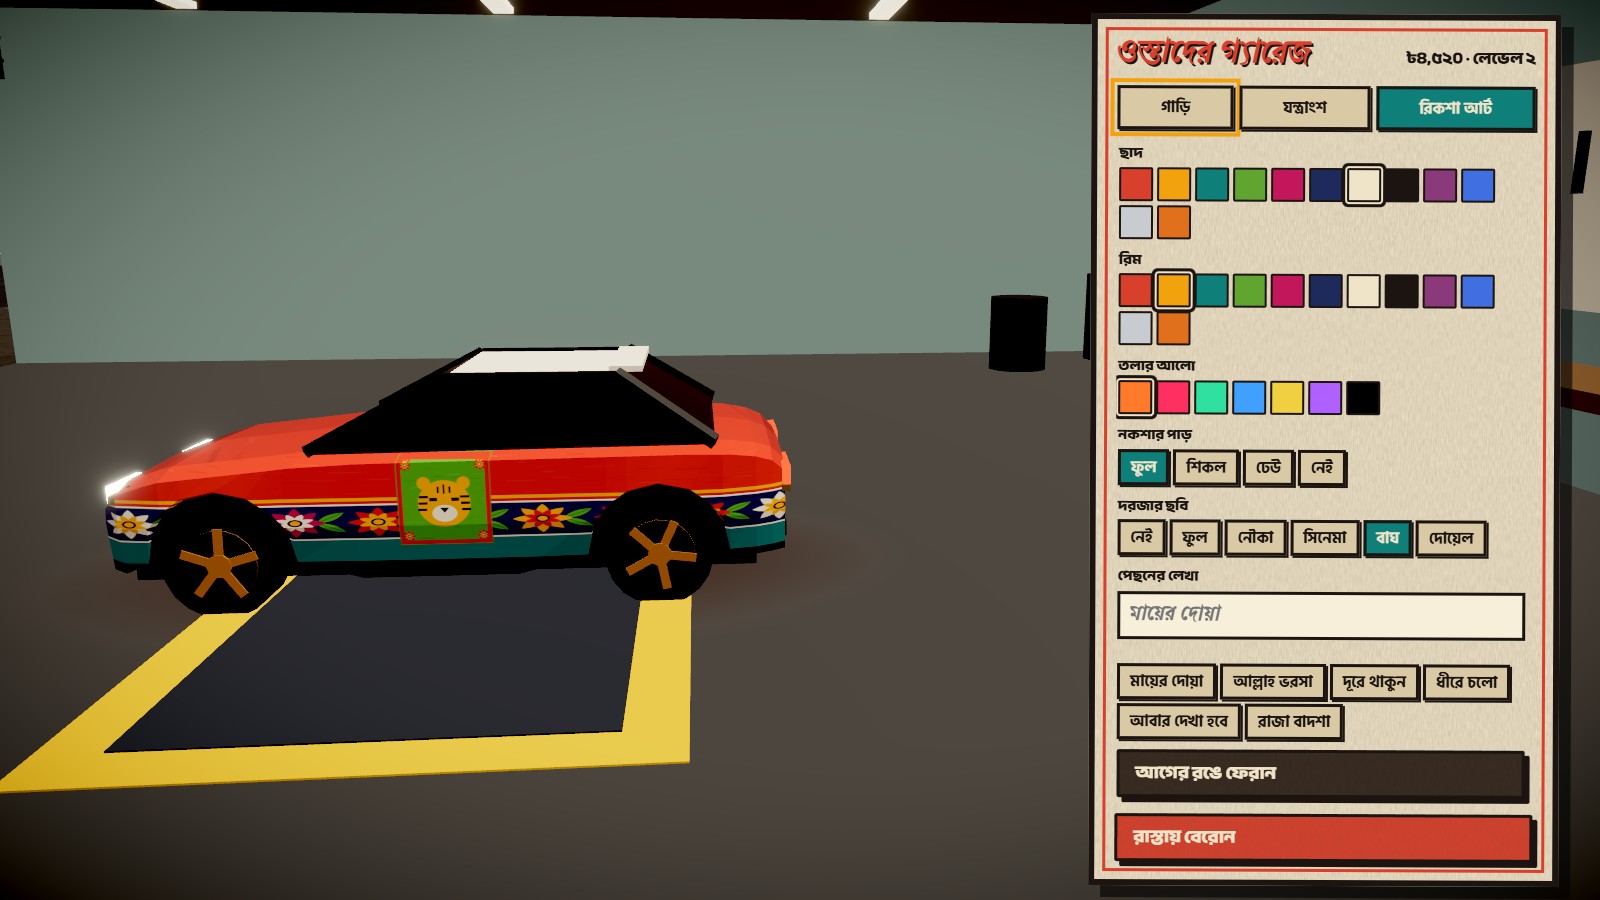 ওস্তাদের গ্যারেজ
৳৪,৫২০ · লেভেল ২
গাড়ি যন্ত্রাংশ রিকশা আর্ট
ছাদ
রিম
তলার আলো
নকশার পাড়
ফুল শিকল ঢেউ নেই
দরজার ছবি
নেই ফুল নৌকা সিনেমা বাঘ দোয়েল
পেছনের লেখা
মায়ের দোয়া
মায়ের দোয়া আল্লাহ ভরসা দূরে থাকুন ধীরে চলো
আবার দেখা হবে রাজা বাদশা
আগের রঙে ফেরান
রাস্তায় বেরোন